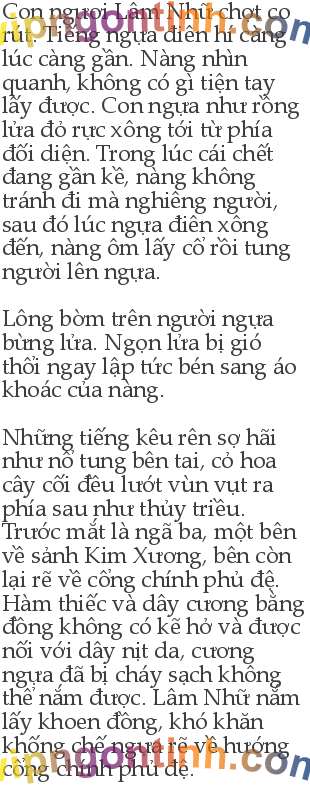 Con ngươi Lâm Nhữ chợt co
rút. Tiếng ngựa điên hí càng
lúc càng gần. Nàng nhìn
quanh, không có gì tiện tay
lấy được. Con ngựa như rồng
lửa đỏ rực xông tới từ phía
đối diện. Trong lúc cái chết
đang gần kề, nàng không
tránh đi mà nghiêng người,
sau đó lúc ngựa điên xông
đến, nàng ôm lấy cổ rồi tung
người lên ngựa.

Lông bờm trên người ngựa
bừng lửa. Ngọn lửa bị gió
thổi ngay lập tức bén sang áo
khoác của nàng.

Những tiếng kêu rên sợ hãi
như nổ tung bên tai, cỏ hoa
cây cối đều lướt vùn vụt ra
phía sau như thủy triều.
Trước mắt là ngã ba, một bên
về sảnh Kim Xương, bên còn
lại rẽ về cổng chính phủ đệ.
Hàm thiếc và dây cương bằng
đồng không có kẽ hở và được
nối với dây nịt da, cương
ngựa đã bị cháy sạch không
thể nắm được. Lâm Nhữ nắm
lấy khoen đồng, khó khăn
khống chế ngựa rẽ về hướng
cổng chính phủ đệ.
vipngontinh.com
vipngontinh.com